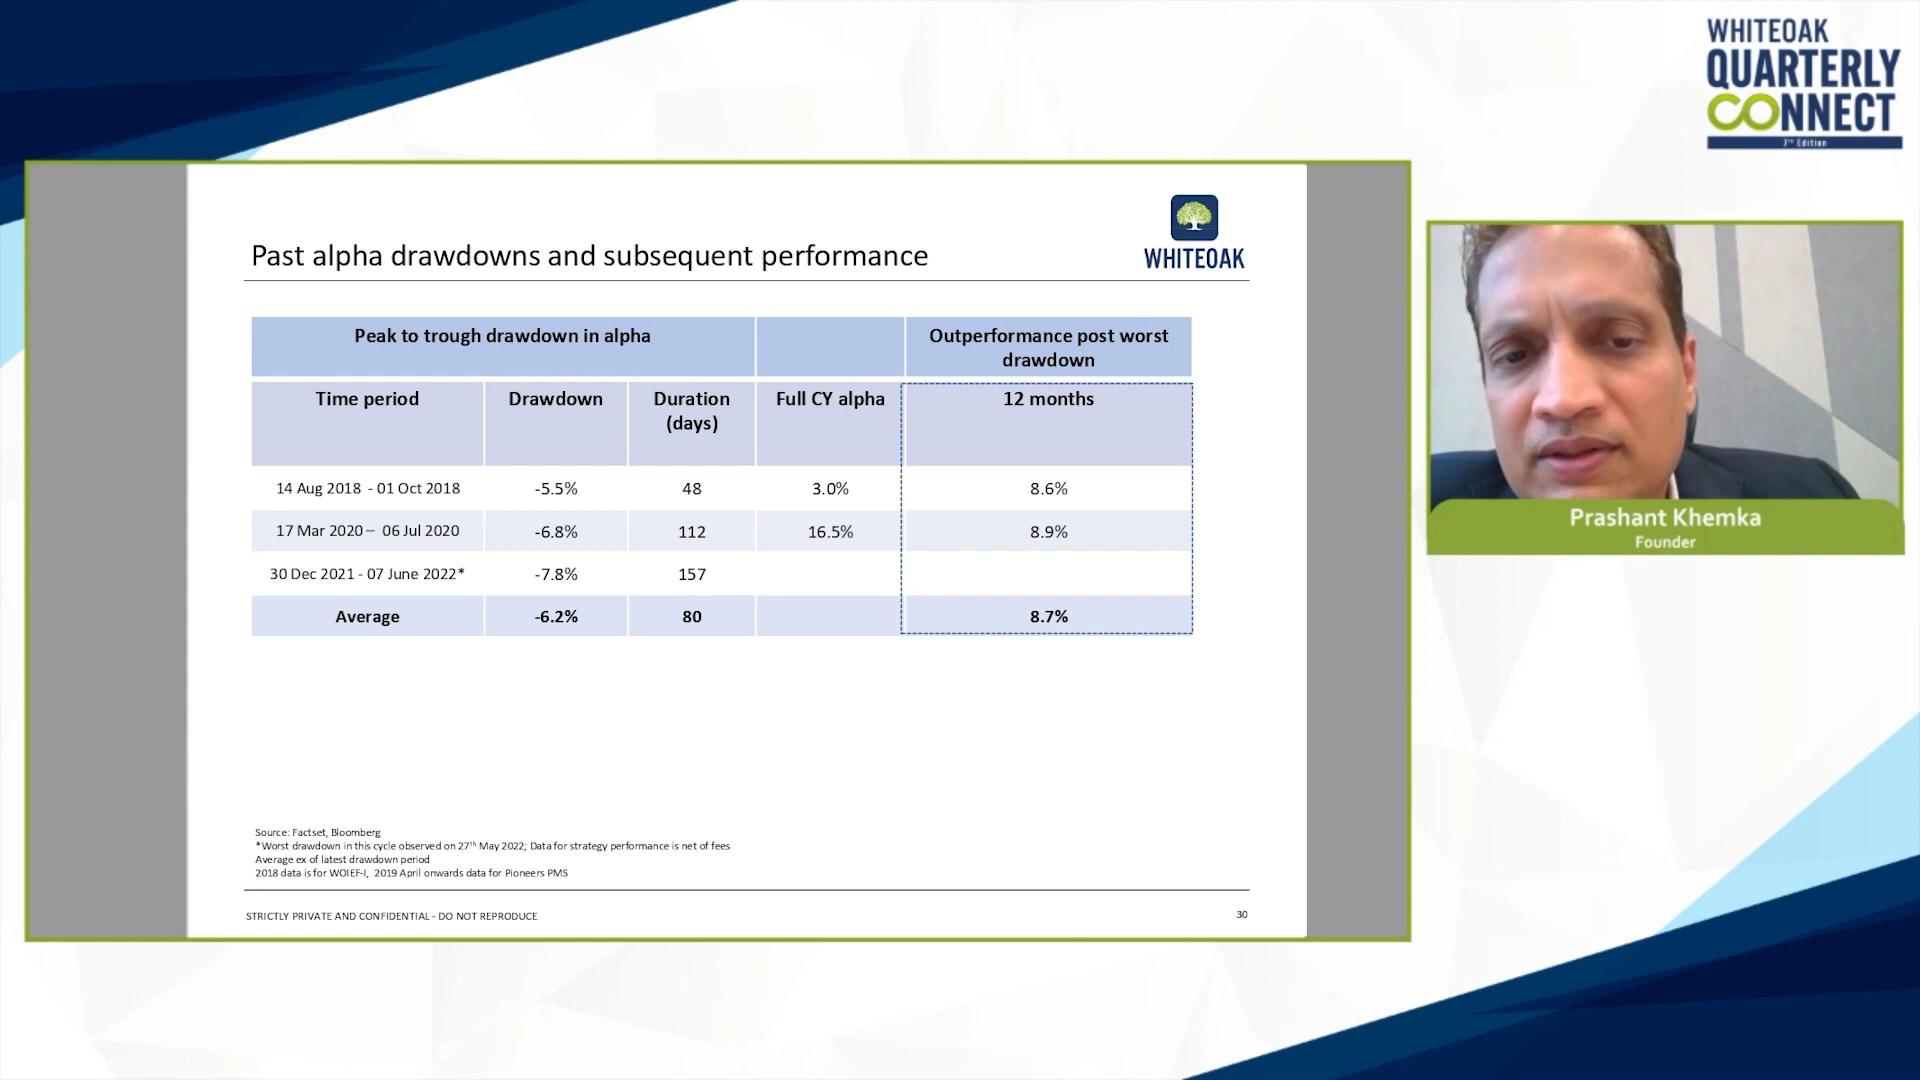 WHITEOAK
QUARTERLY
CONNECT
7th Edition
Past alpha drawdowns and subsequent performance
WHITEOAK
Peak to trough drawdown in alpha
Outperformance post worst
drawdown
Time period Drawdown Duration (days) Full CY alpha 12 months
14 Aug 2018 - 01 Oct 2018 -5.5% 48 3.0% 8.6%
17 Mar 2020 – 06 Jul 2020 -6.8% 112 16.5% 8.9%
30 Dec 2021 - 07 June 2022* -7.8% 157
Average -6.2% 80 8.7%
Source: Factset, Bloomberg
*Worst drawdown in this cycle observed on 27th May 2022; Data for strategy performance is net of fees
Average ex of latest drawdown period
2018 data is for WOIEF-I, 2019 April onwards data for Pioneers PMS
STRICTLY PRIVATE AND CONFIDENTIAL - DO NOT REPRODUCE
30
Prashant Khemka
Founder